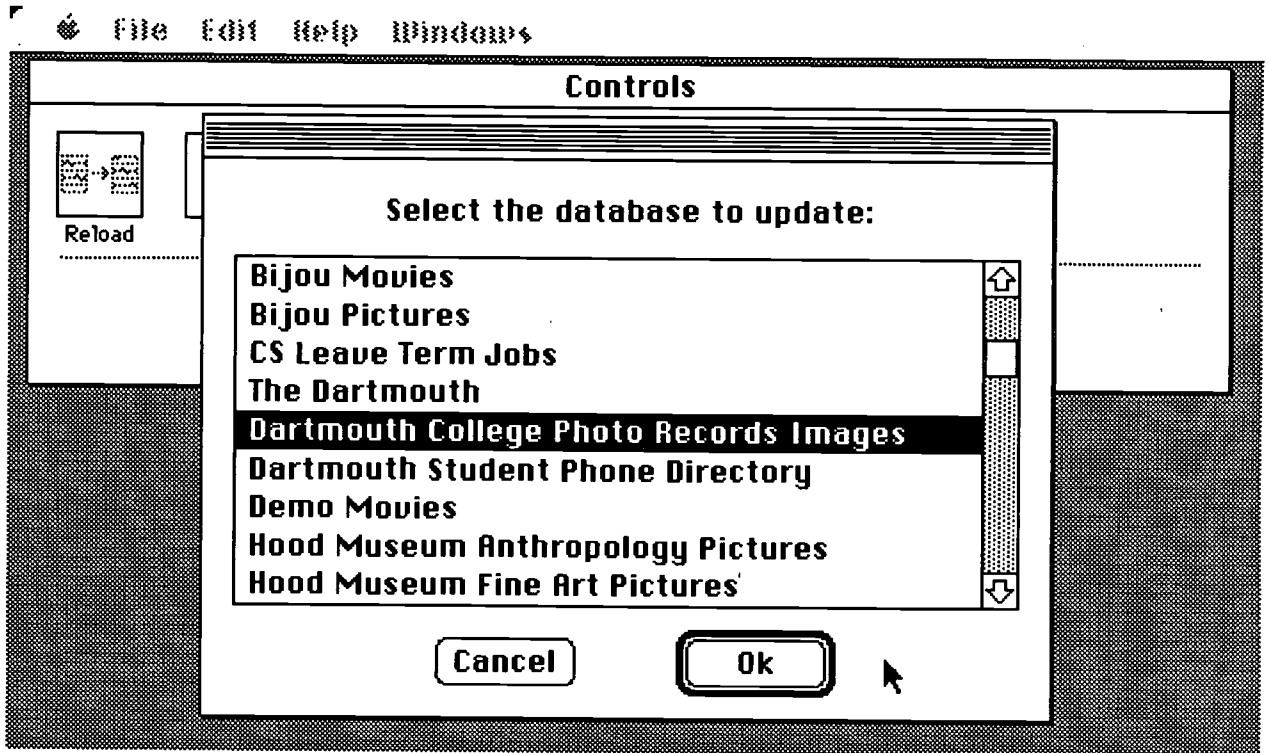 File Edit Help Windows
Controls
Reload
Select the database to update:
Bijou Movies
Bijou Pictures
CS Leave Term Jobs
The Dartmouth
Dartmouth College Photo Records Images
Dartmouth Student Phone Directory
Demo Movies
Hood Museum Anthropology Pictures
Hood Museum Fine Art Pictures
Cancel Ok